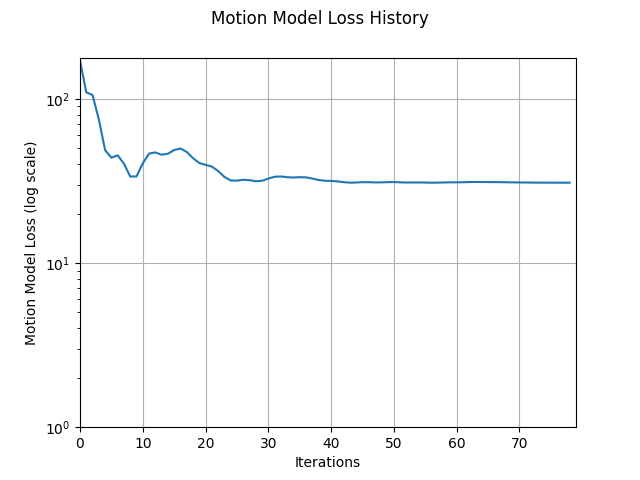 Motion Model Loss History
Motion Model Loss (log scale)
10²
10¹
10⁰
0 10 20 30 40 50 60 70
Iterations